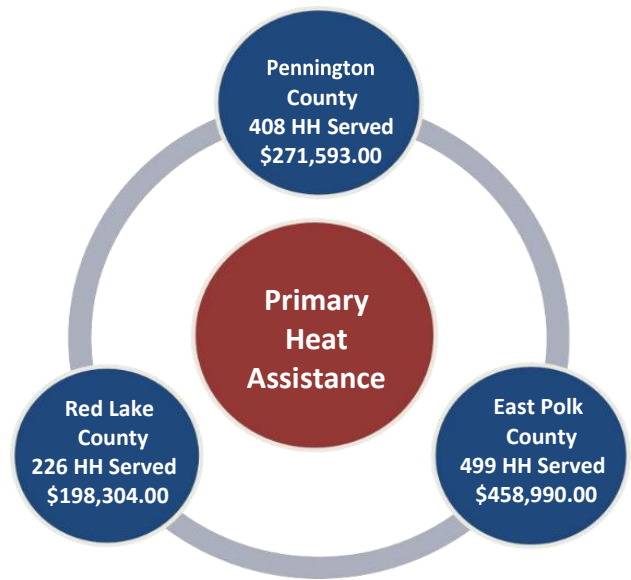 Pennington
County
408 HH Served
$271,593.00
Primary
Heat
Assistance
Red Lake
County
226 HH Served
$198,304.00
East Polk
County
499 HH Served
$458,990.00